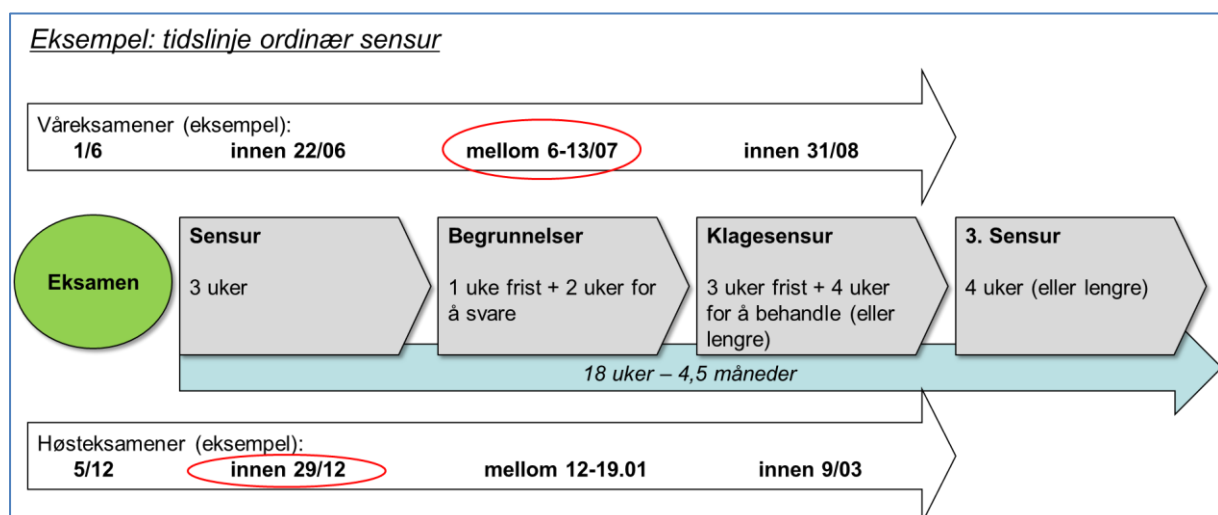 Eksempel: tidslinje ordinær sensur
Våreksamener (eksempel):
1/6 innen 22/06 mellom 6-13/07 innen 31/08
Eksamen
Sensur
3 uker
Begrunnelser
1 uke frist + 2 uker for
å svare
Klagesensur
3 uker frist + 4 uker
for å behandle (eller
lengre)
3. Sensur
4 uker (eller lengre)
18 uker – 4,5 måneder
Høsteksamener (eksempel):
5/12 innen 29/12 mellom 12-19.01 innen 9/03